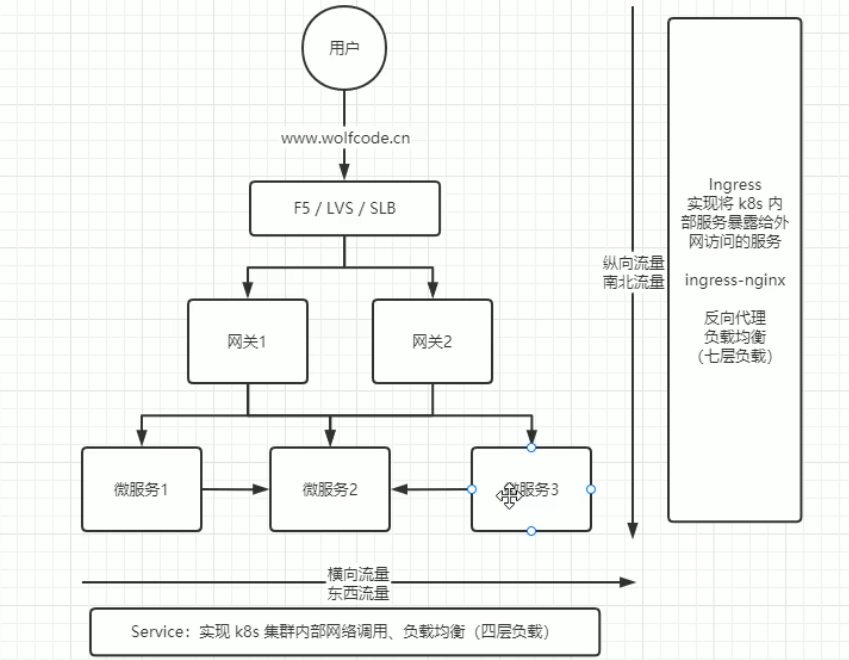 用户
www.wolfcode.cn
F5 / LVS / SLB
网关1
网关2
微服务1
微服务2
服务3
横向流量
东西流量
Service：实现 k8s 集群内部网络调用、负载均衡（四层负载）
纵向流量
南北流量
Ingress
实现将 k8s 内
部服务暴露给外
网访问的服务
ingress-nginx
反向代理
负载均衡
（七层负载）